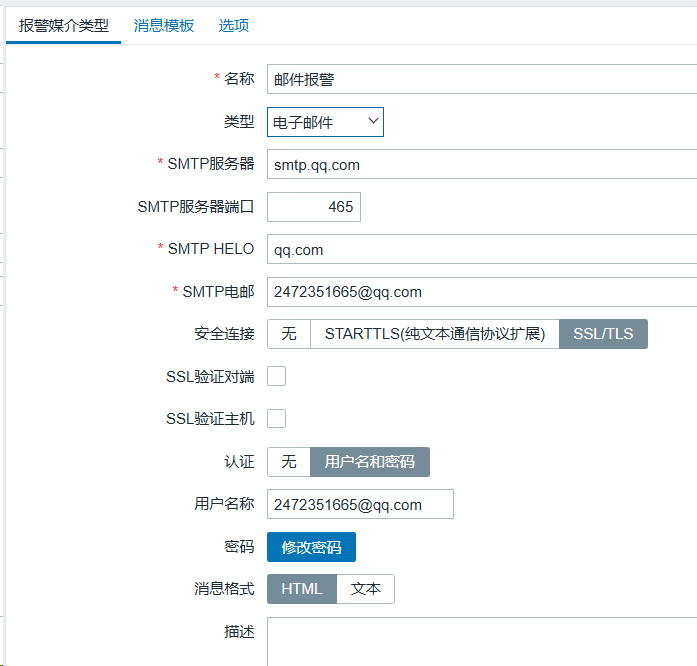 报警媒介类型 消息模板 选项
* 名称 邮件报警
类型 电子邮件
* SMTP服务器 smtp.qq.com
SMTP服务器端口 465
* SMTP HELO qq.com
* SMTP电邮 2472351665@qq.com
安全连接 无 STARTTLS(纯文本通信协议扩展) SSL/TLS
SSL验证对端
SSL验证主机
认证 无 用户名和密码
用户名称 2472351665@qq.com
密码 修改密码
消息格式 HTML 文本
描述